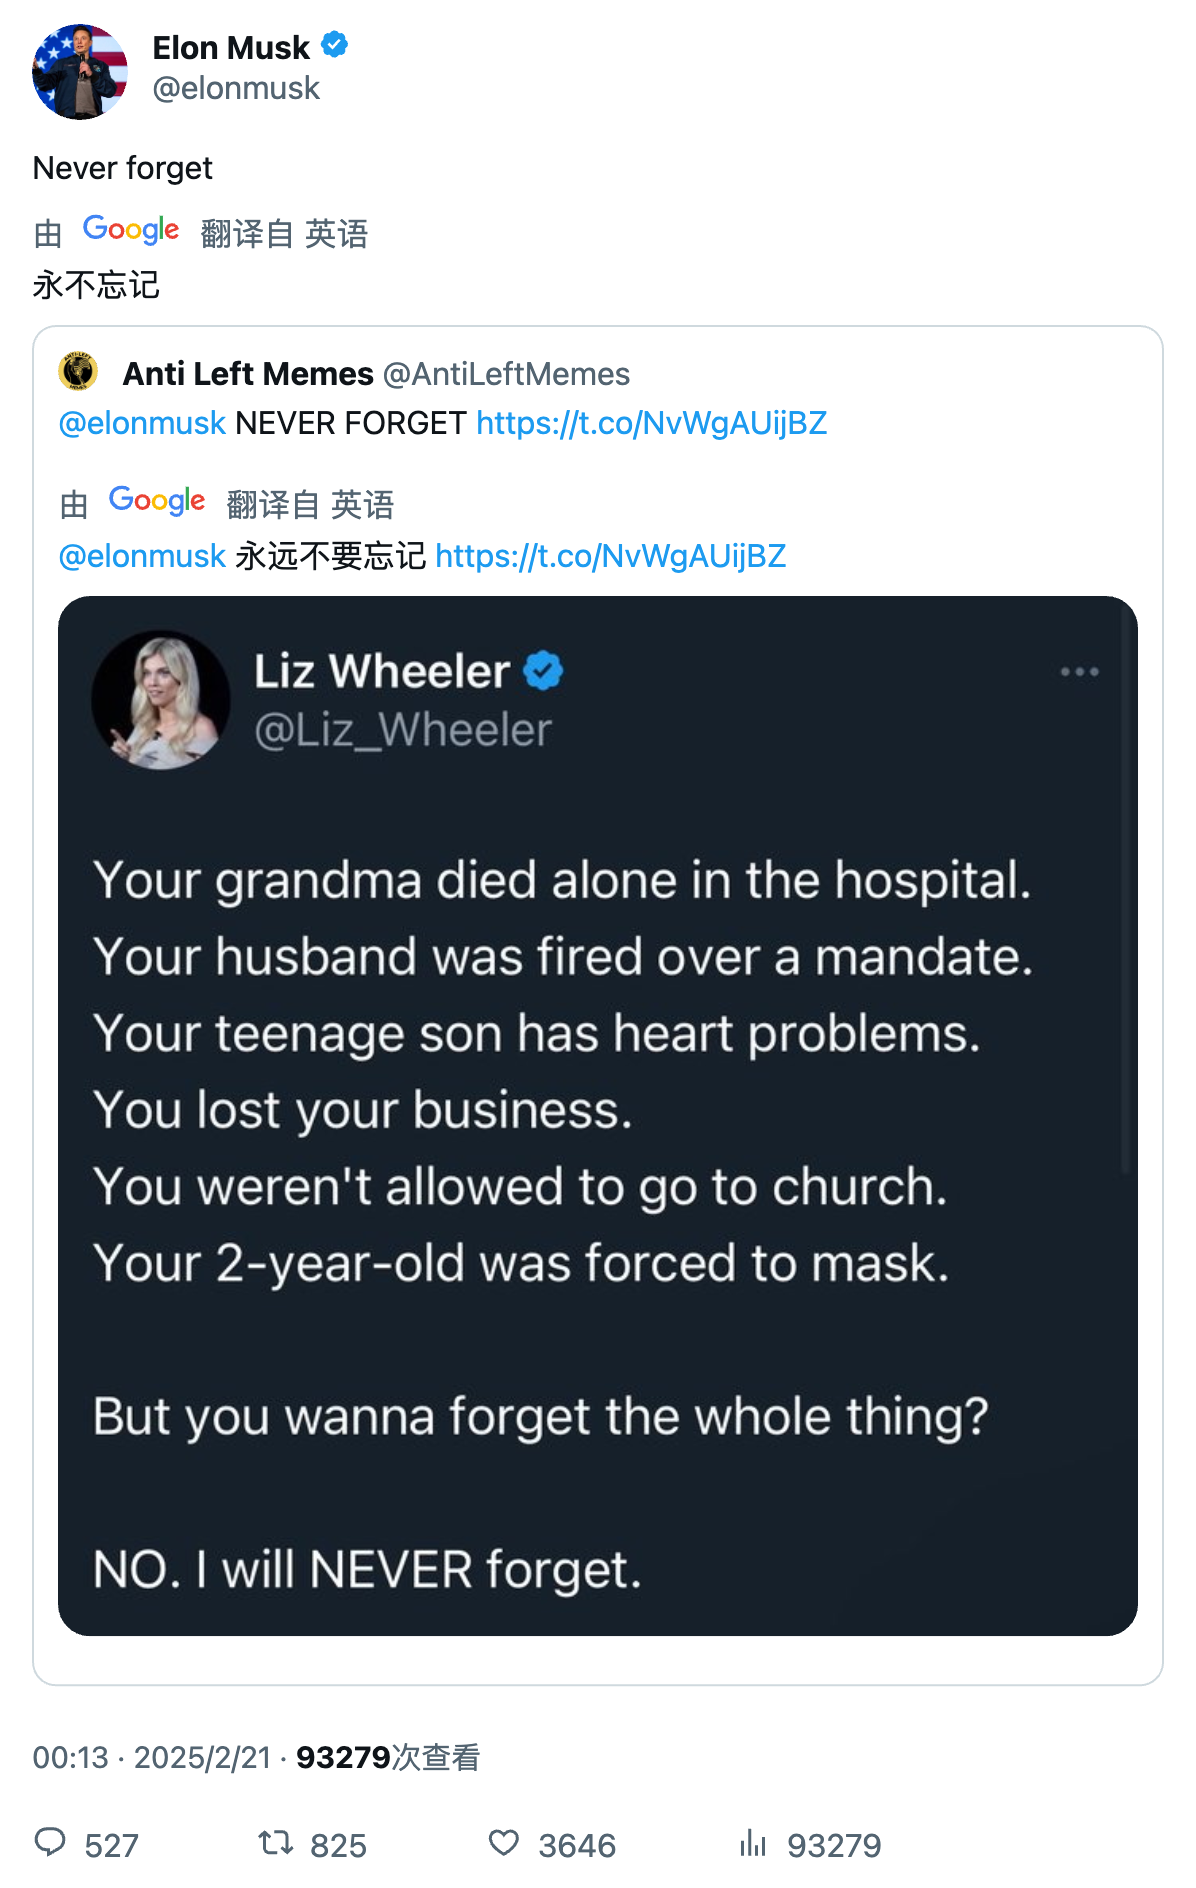 Elon Musk
@elonmusk
Never forget
由 Google 翻译自 英语
永不忘记
Anti Left Memes @AntiLeftMemes
@elonmusk NEVER FORGET https://t.co/NvWgAUijBZ
由 Google 翻译自 英语
@elonmusk 永远不要忘记 https://t.co/NvWgAUijBZ
Liz Wheeler
@Liz_Wheeler
Your grandma died alone in the hospital.
Your husband was fired over a mandate.
Your teenage son has heart problems.
You lost your business.
You weren't allowed to go to church.
Your 2-year-old was forced to mask.
But you wanna forget the whole thing?
NO. I will NEVER forget.
00:13 · 2025/2/21 · 93279次查看
527 825 3646 93279